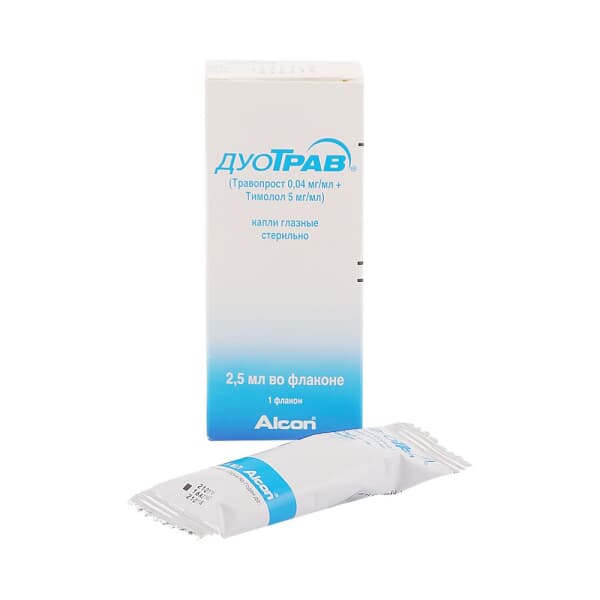 ДУОТРАВ®
(Травопрост 0,04 мг/мл +
Тимолол 5 мг/мл)
капли глазные
стерильно
2,5 мл во флаконе
1 флакон
Alcon®
Alcon